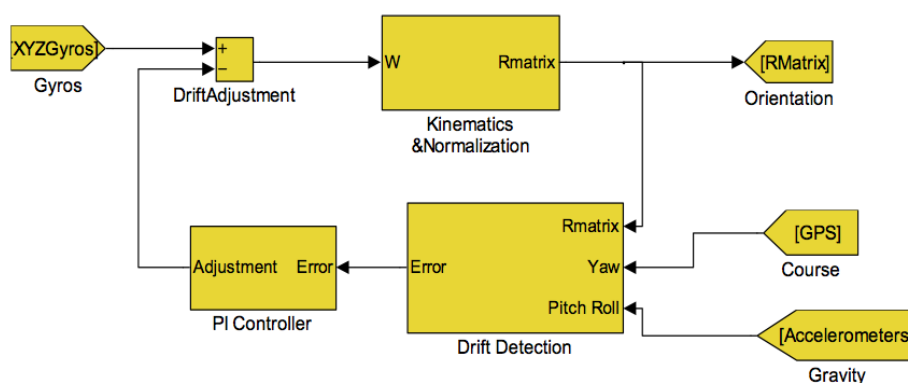 [XYZGyros]
Gyros
+
−
DriftAdjustment
W
Rmatrix
Kinematics
&Normalization
[RMatrix]
Orientation
Adjustment
Error
PI Controller
Error
Rmatrix
Yaw
Pitch Roll
Drift Detection
[GPS]
Course
[Accelerometers
Gravity